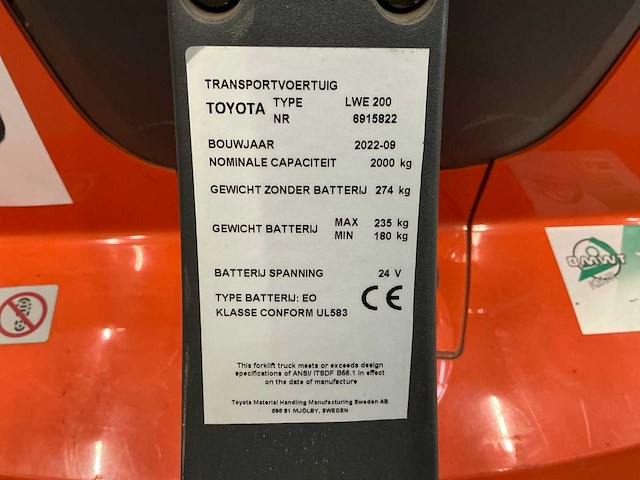 TRANSPORTVOERTUIG
TOYOTA TYPE LWE 200
NR 6915822
BOUWJAAR 2022-09
NOMINALE CAPACITEIT 2000 kg
GEWICHT ZONDER BATTERIJ 274 kg
GEWICHT BATTERIJ MAX 235 kg
MIN 180 kg
BATTERIJ SPANNING 24 V
TYPE BATTERIJ: EO
KLASSE CONFORM UL583
CE
This forklift truck meets or exceeds design
specifications of ANSI/ ITSDF B56.1 in effect
on the date of manufacture
Toyota Material Handling Manufacturing Sweden AB
595 81 MJÖLBY, SWEDEN